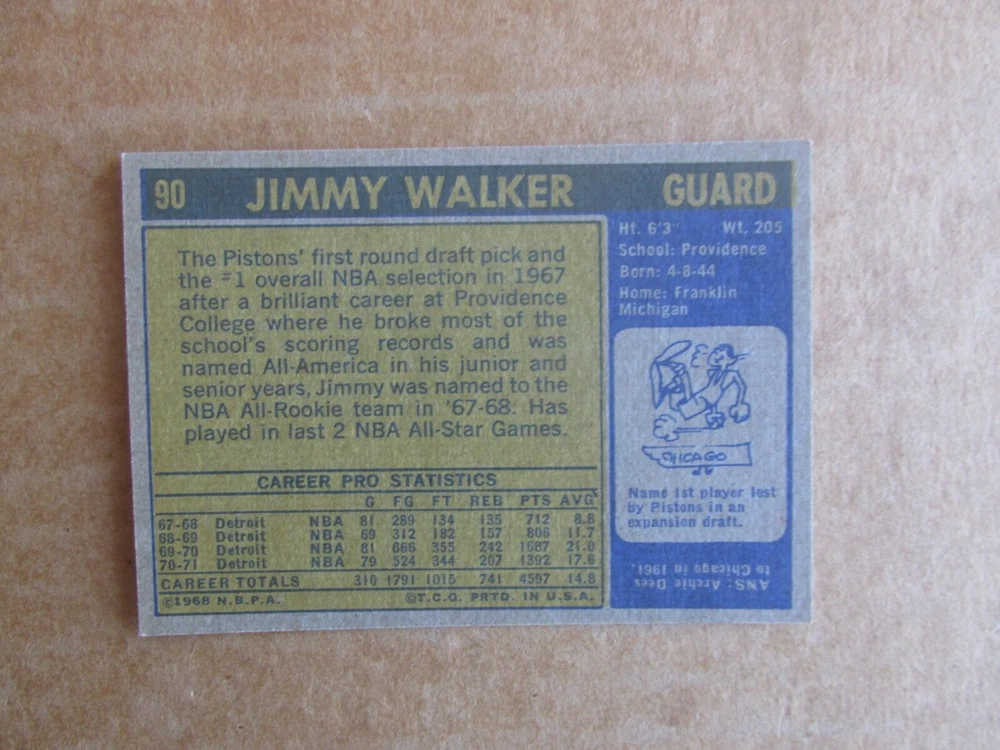 90 JIMMY WALKER GUARD
The Pistons' first round draft pick and
the #1 overall NBA selection in 1967
after a brilliant career at Providence
College where he broke most of the
school's scoring records and was
named All-America in his junior and
senior years, Jimmy was named to the
NBA All-Rookie team in '67-68. Has
played in last 2 NBA All-Star Games.
CAREER PRO STATISTICS
G FG FT REB PTS AVG
67-68 Detroit NBA 81 289 134 135 712 8.8
68-69 Detroit NBA 69 312 182 157 806 11.7
69-70 Detroit NBA 81 666 355 242 1687 21.0
70-71 Detroit NBA 79 524 344 207 1392 17.6
CAREER TOTALS 310 1791 1015 741 4597 14.8
©1968 N.B.P.A. ©T.C.G. PRTD. IN U.S.A.
Ht. 6'3" Wt. 205
School: Providence
Born: 4-8-44
Home: Franklin
Michigan
CHICAGO
Name 1st player lost
by Pistons in an
expansion draft.
ANS: Archie Dees
to Chicago in 1961.